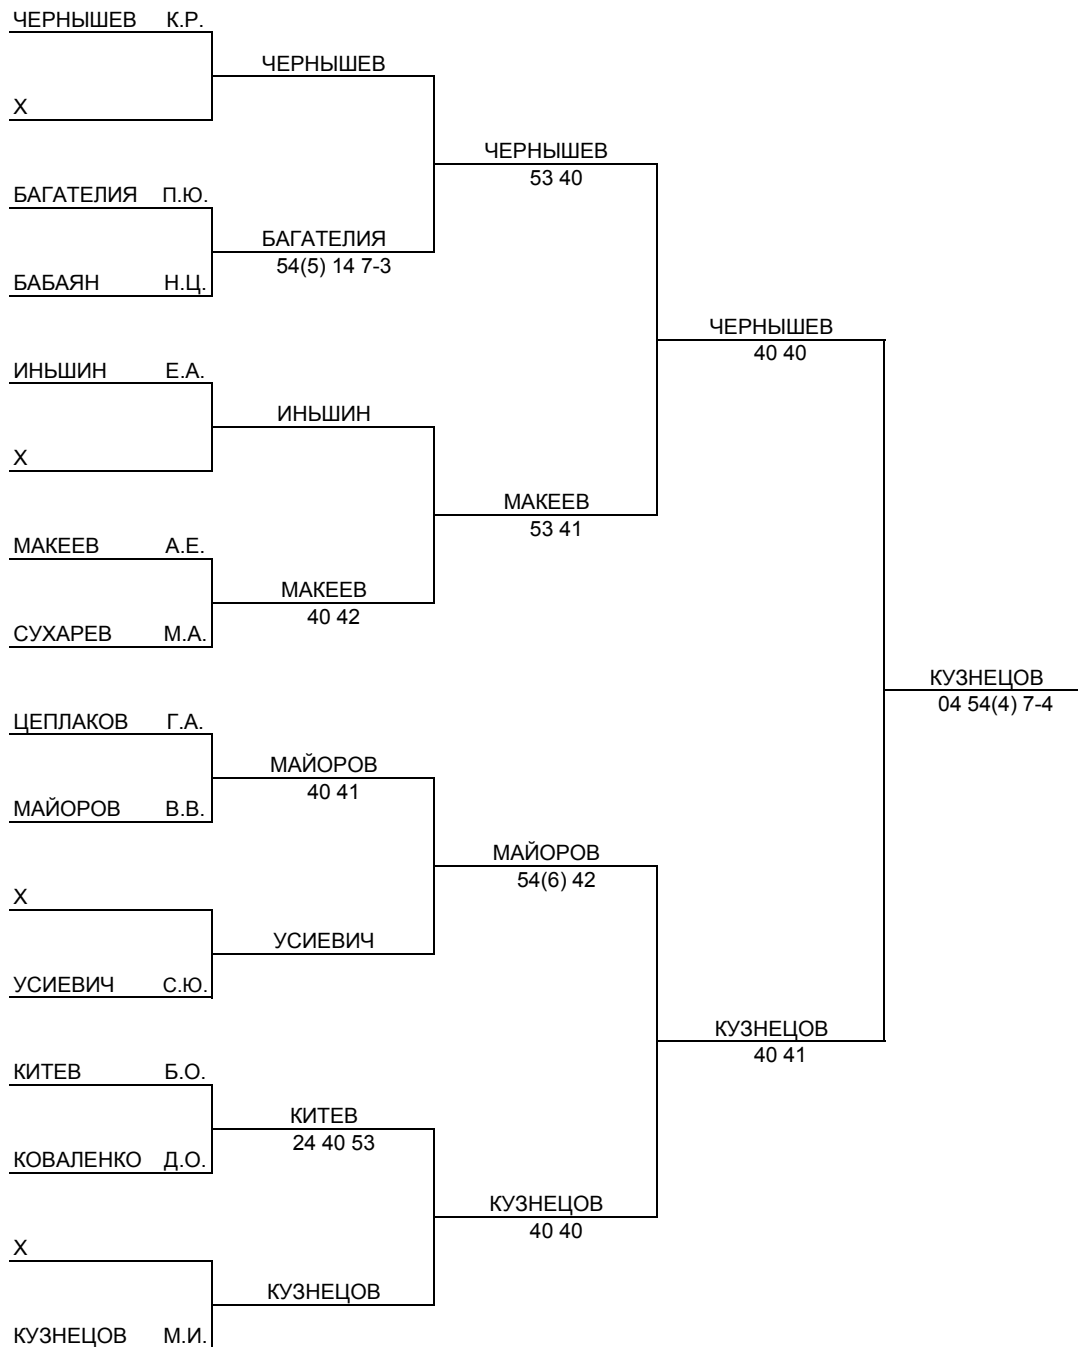 ЧЕРНЫШЕВ К.Р.
ЧЕРНЫШЕВ
Х
ЧЕРНЫШЕВ
53 40
БАГАТЕЛИЯ П.Ю.
БАГАТЕЛИЯ
54(5) 14 7-3
БАБАЯН Н.Ц.
ЧЕРНЫШЕВ
40 40
ИНЬШИН Е.А.
ИНЬШИН
Х
МАКЕЕВ
53 41
МАКЕЕВ А.Е.
МАКЕЕВ
40 42
СУХАРЕВ М.А.
КУЗНЕЦОВ
04 54(4) 7-4
ЦЕПЛАКОВ Г.А.
МАЙОРОВ
40 41
МАЙОРОВ В.В.
МАЙОРОВ
54(6) 42
Х
УСИЕВИЧ
УСИЕВИЧ С.Ю.
КУЗНЕЦОВ
40 41
КИТЕВ Б.О.
КИТЕВ
24 40 53
КОВАЛЕНКО Д.О.
КУЗНЕЦОВ
40 40
Х
КУЗНЕЦОВ
КУЗНЕЦОВ М.И.